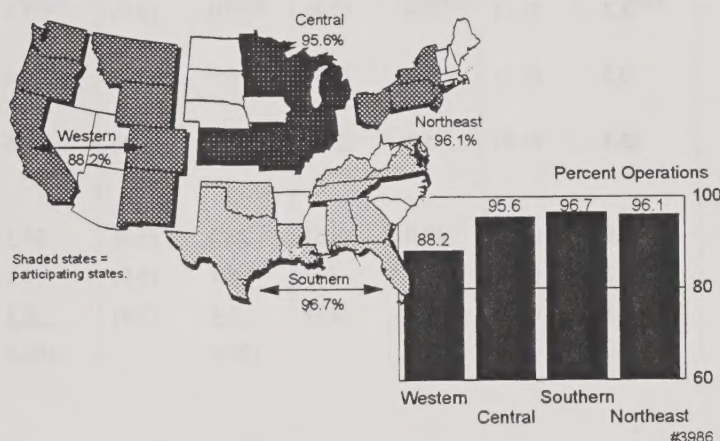 Central
95.6%
Northeast
96.1%
Western
88.2%
Shaded states =
participating states.
Southern
96.7%
Percent Operations
100
88.2
95.6
96.7
96.1
80
60
Western
Central
Southern
Northeast
#3986